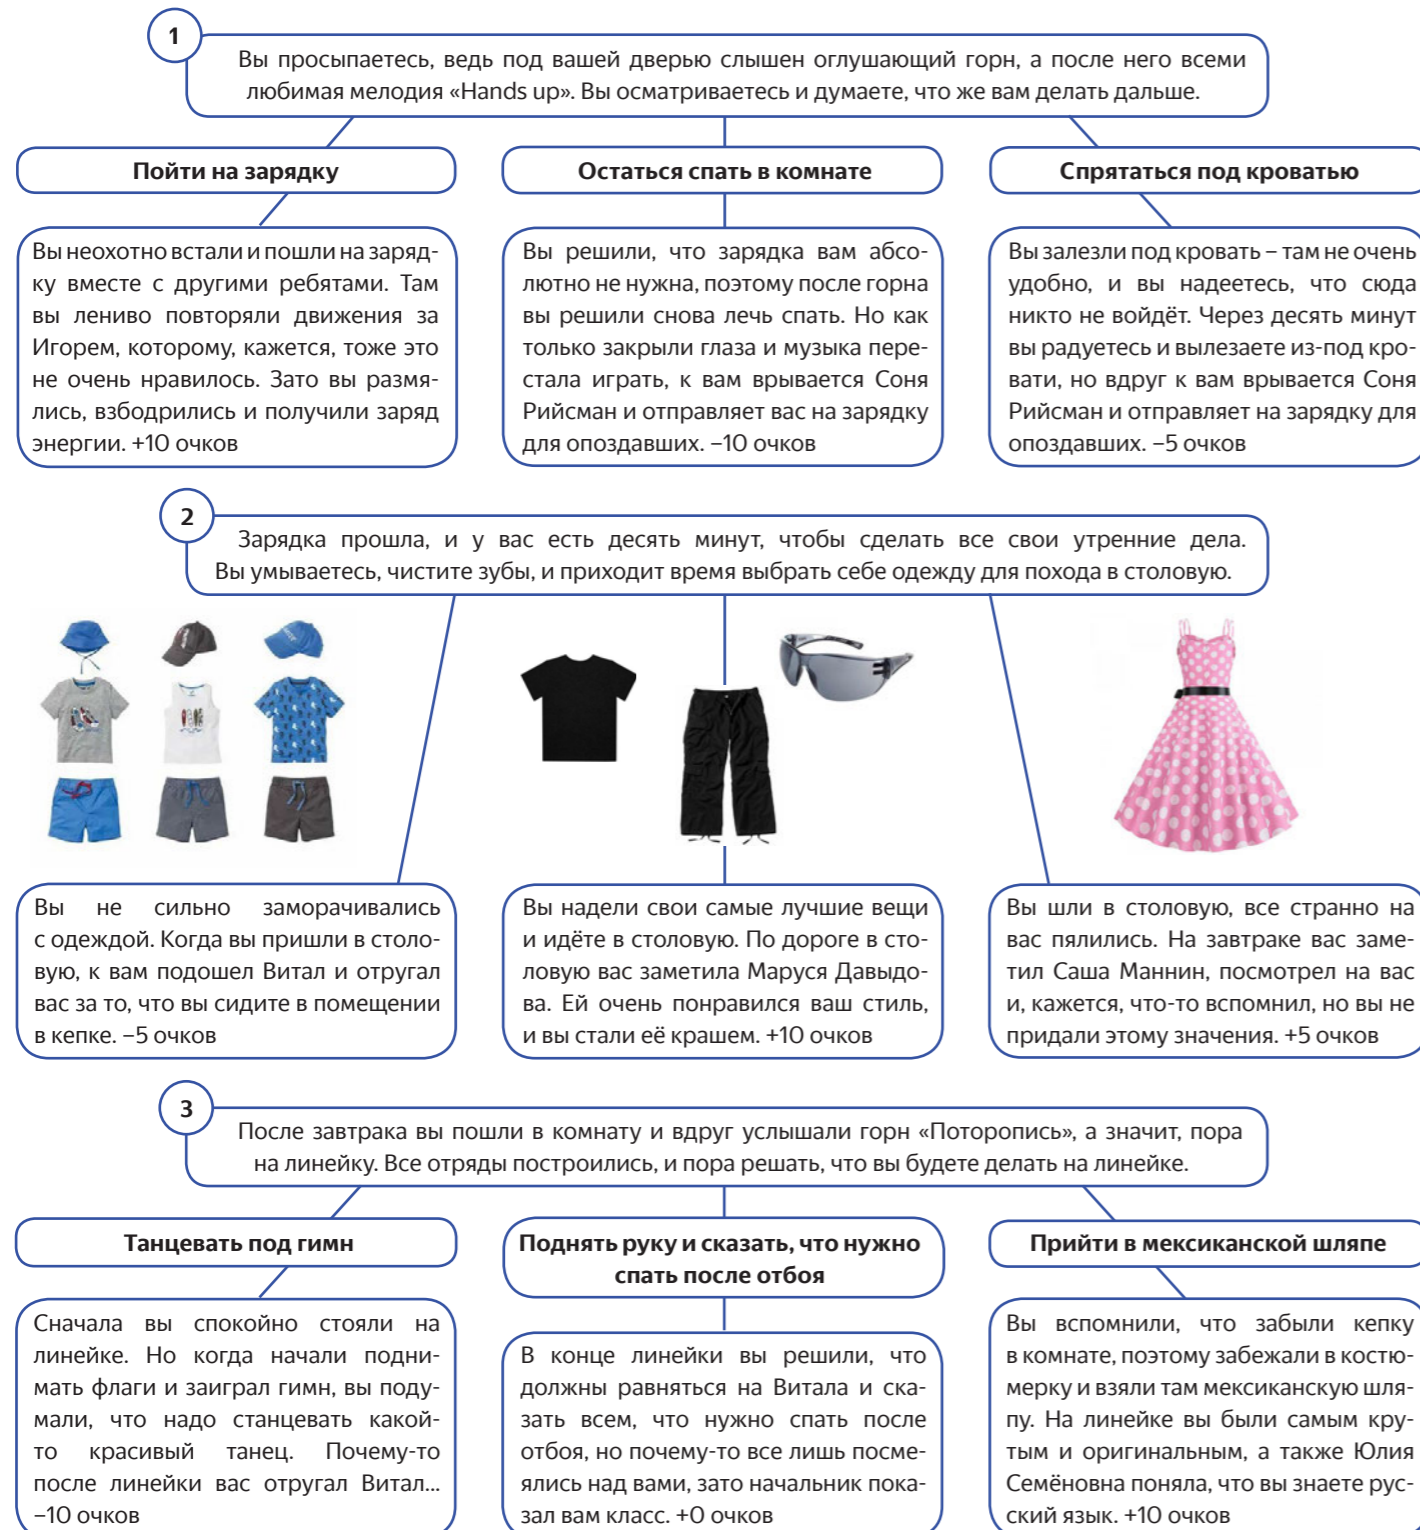 1
Вы просыпаетесь, ведь под вашей дверью слышен оглушающий горн, а после него всеми
любимая мелодия «Hands up». Вы осматриваетесь и думаете, что же вам делать дальше.
Пойти на зарядку
Вы неохотно встали и пошли на заряд-
ку вместе с другими ребятами. Там
вы лениво повторяли движения за
Игорем, которому, кажется, тоже это
не очень нравилось. Зато вы размя-
лись, взбодрились и получили заряд
энергии. +10 очков
Остаться спать в комнате
Вы решили, что зарядка вам абсо-
лютно не нужна, поэтому после горна
вы решили снова лечь спать. Но как
только закрыли глаза и музыка пере-
стала играть, к вам врывается Соня
Рийсман и отправляет вас на зарядку
для опоздавших. –10 очков
Спрятаться под кроватью
Вы залезли под кровать – там не очень
удобно, и вы надеетесь, что сюда
никто не войдёт. Через десять минут
вы радуетесь и вылезаете из-под кро-
вати, но вдруг к вам врывается Соня
Рийсман и отправляет на зарядку для
опоздавших. –5 очков
2
Зарядка прошла, и у вас есть десять минут, чтобы сделать все свои утренние дела.
Вы умываетесь, чистите зубы, и приходит время выбрать себе одежду для похода в столовую.
Вы не сильно заморачивались
с одеждой. Когда вы пришли в столо-
вую, к вам подошел Витал и отругал
вас за то, что вы сидите в помещении
в кепке. –5 очков
Вы надели свои самые лучшие вещи
и идёте в столовую. По дороге в сто-
ловую вас заметила Маруся Давыдо-
ва. Ей очень понравился ваш стиль,
и вы стали её крашем. +10 очков
Вы шли в столовую, все странно на
вас пялились. На завтраке вас заме-
тил Саша Маннин, посмотрел на вас
и, кажется, что-то вспомнил, но вы не
придали этому значения. +5 очков
3
После завтрака вы пошли в комнату и вдруг услышали горн «Поторопись», а значит, пора
на линейку. Все отряды построились, и пора решать, что вы будете делать на линейке.
Танцевать под гимн
Сначала вы спокойно стояли на
линейке. Но когда начали подни-
мать флаги и заиграл гимн, вы поду-
мали, что надо станцевать какой-
то красивый танец. Почему-то
после линейки вас отругал Витал...
–10 очков
Поднять руку и сказать, что нужно
спать после отбоя
В конце линейки вы решили, что
должны равняться на Витала и ска-
зать всем, что нужно спать после
отбоя, но почему-то все лишь посме-
ялись над вами, зато начальник пока-
зал вам класс. +0 очков
Прийти в мексиканской шляпе
Вы вспомнили, что забыли кепку
в комнате, поэтому забежали в костю-
мерку и взяли там мексиканскую шля-
пу. На линейке вы были самым кру-
тым и оригинальным, а также Юлия
Семёновна поняла, что вы знаете рус-
ский язык. +10 очков